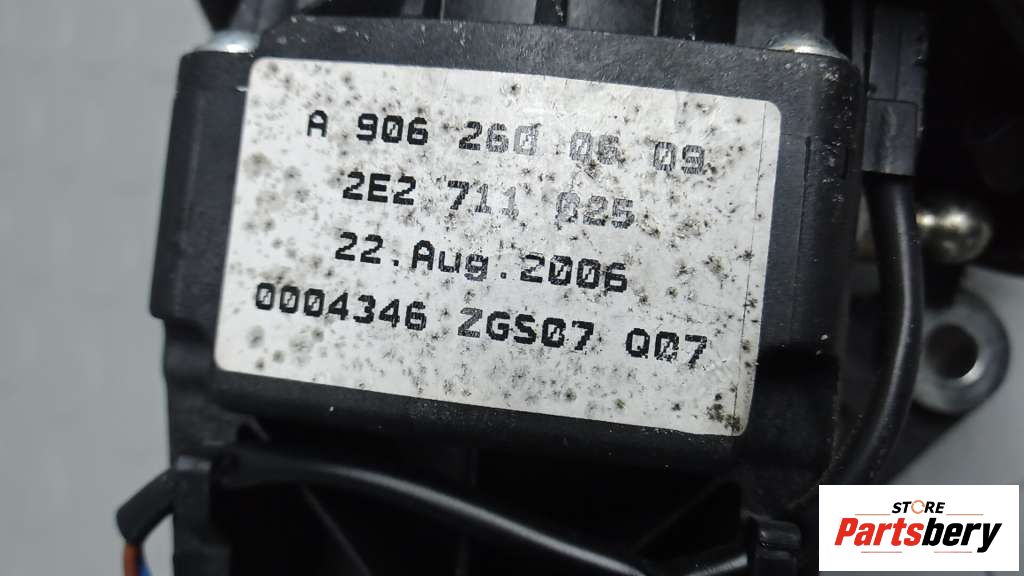 A 906 260 06 09
2E2 711 025
22.Aug.2006
0004346 ZGS07 Q07
STORE
Partsbery